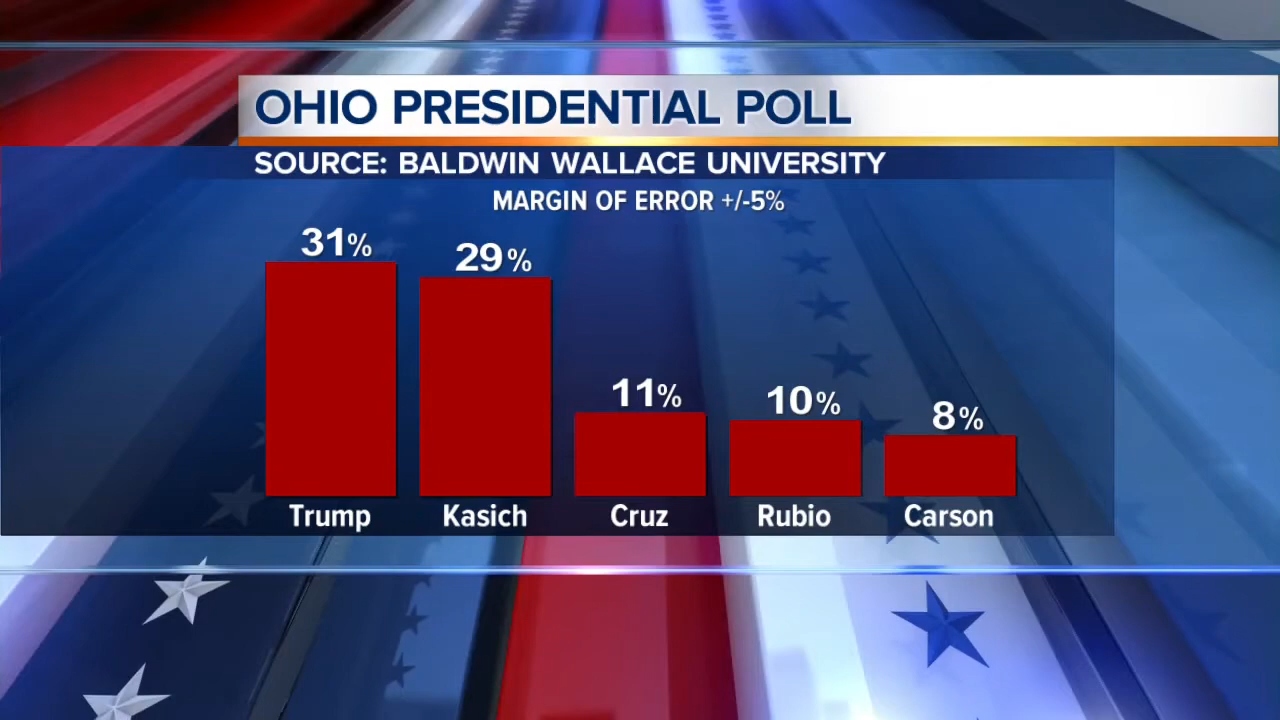 OHIO PRESIDENTIAL POLL
SOURCE: BALDWIN WALLACE UNIVERSITY
MARGIN OF ERROR +/-5%
31% 29% 11% 10% 8%
Trump Kasich Cruz Rubio Carson